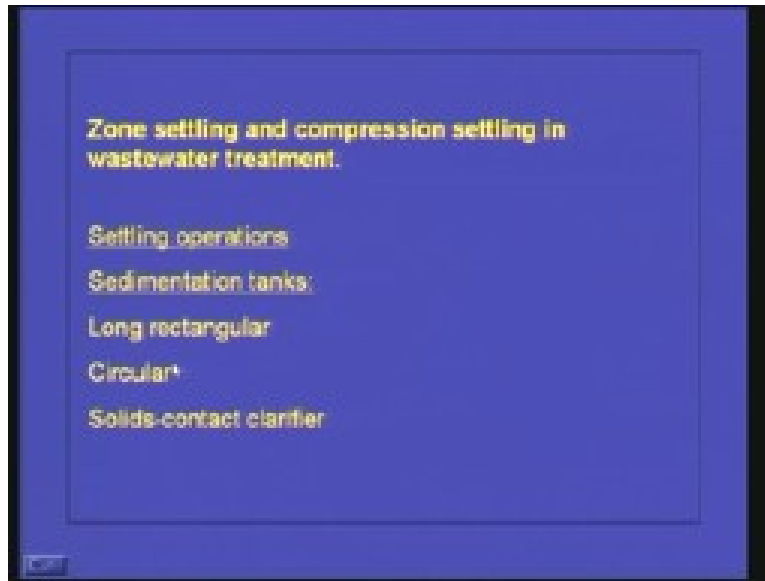 Zone settling and compression settling in
wastewater treatment.
Settling operations
Sedimentation tanks:
Long rectangular
Circular
Solids-contact clarifier